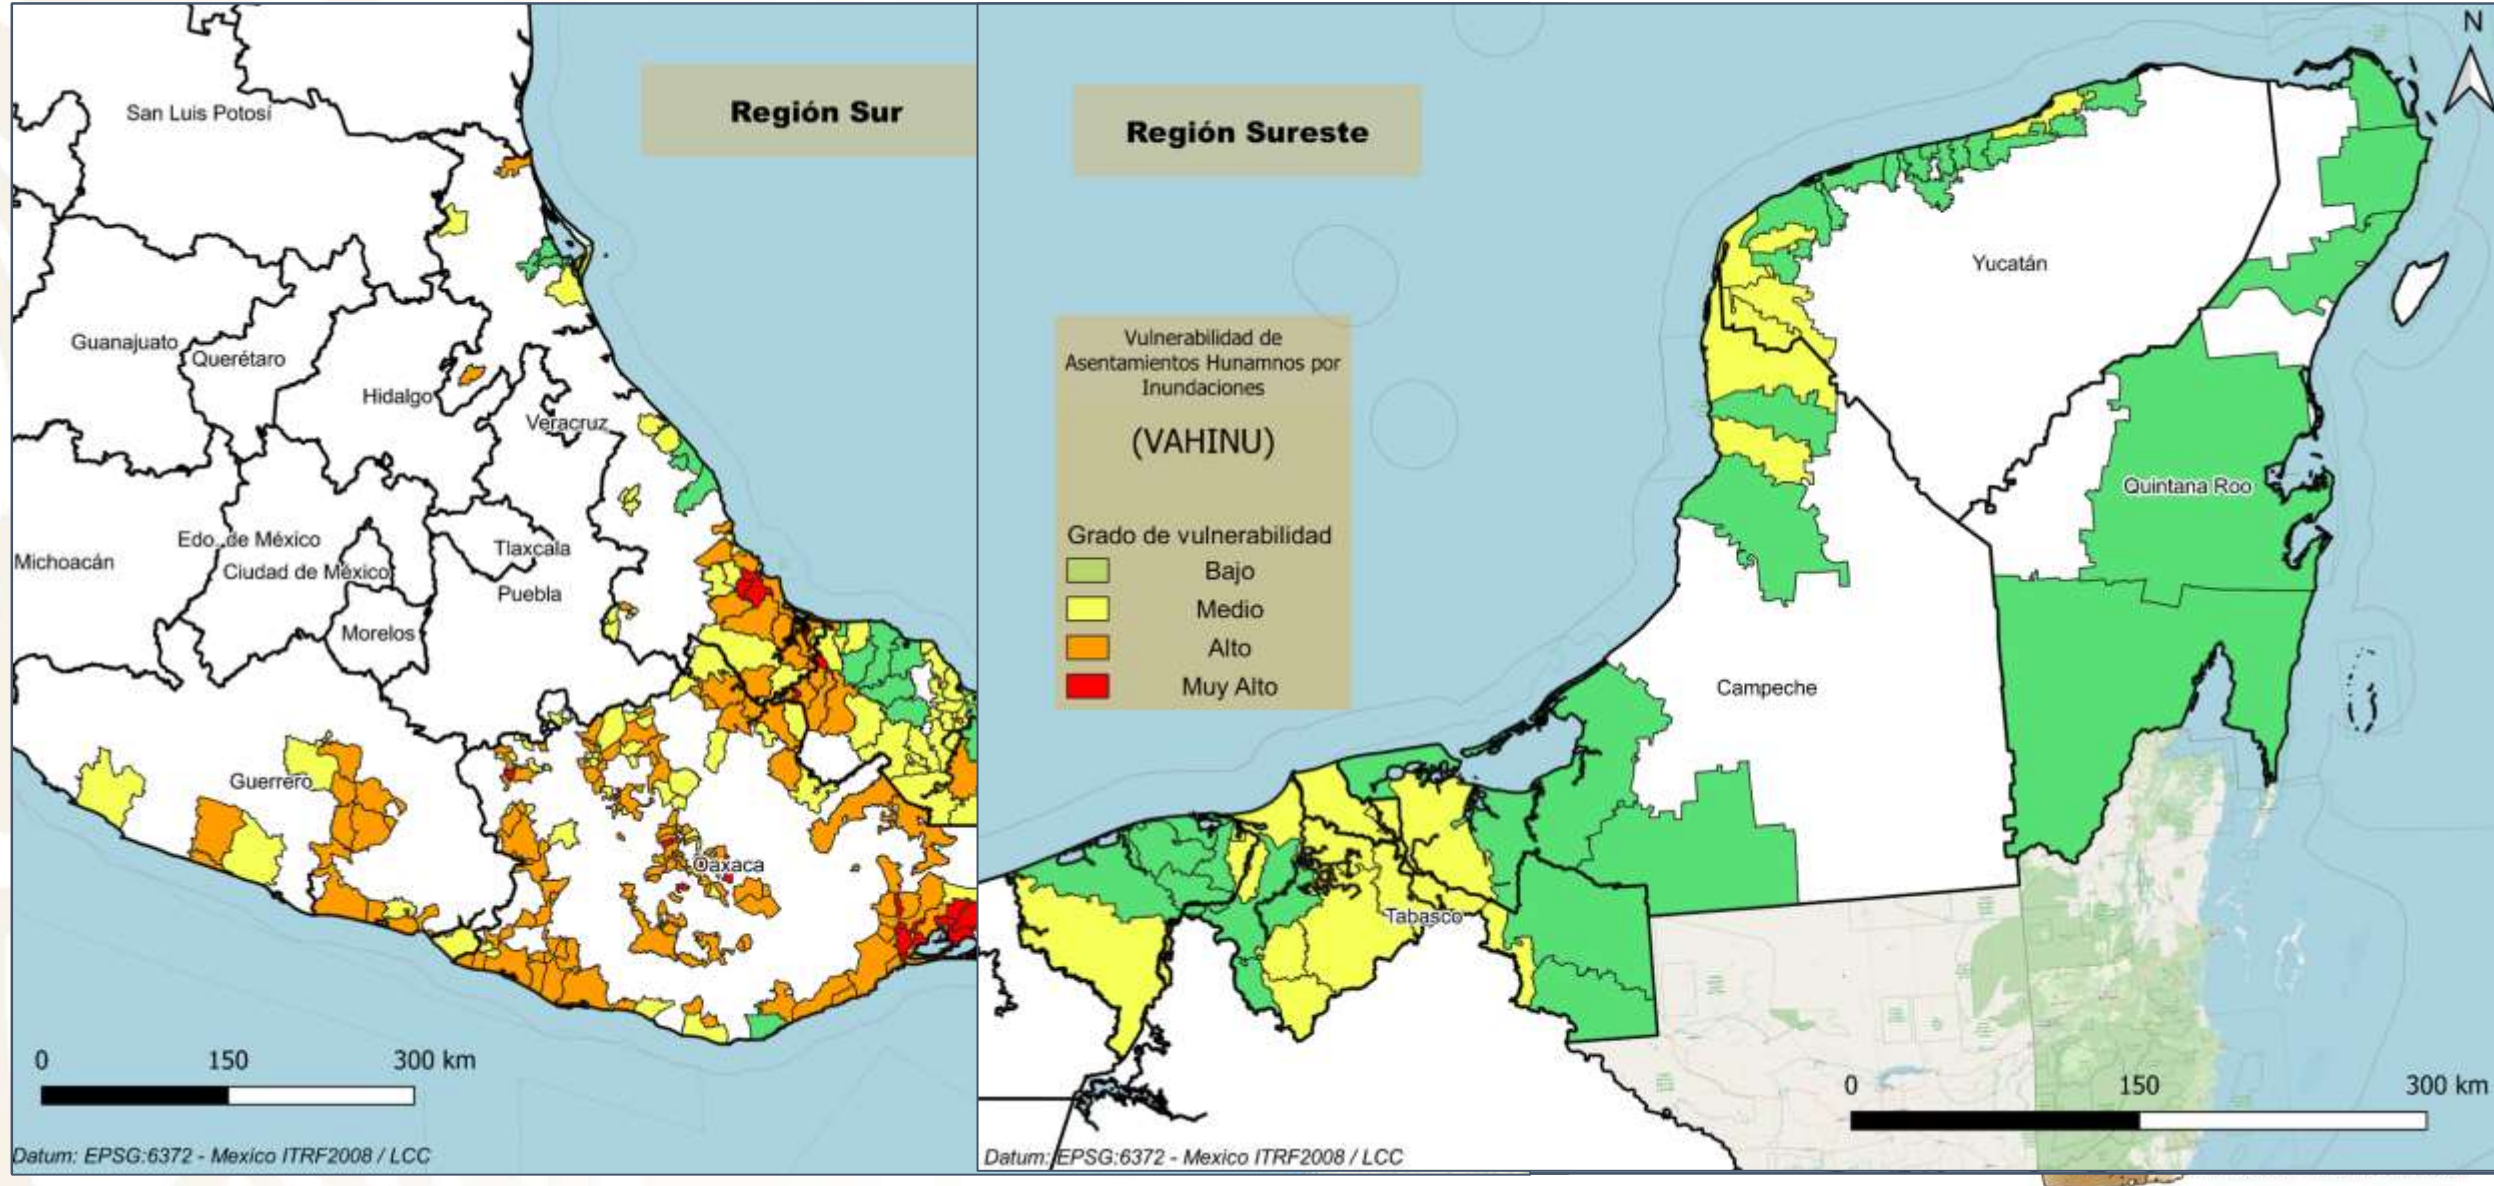 Región Sur
San Luis Potosí
Guanajuato
Querétaro
Hidalgo
Veracruz
Edo. de México
Tlaxcala
Michoacán
Ciudad de México
Puebla
Morelos
Guerrero
Oaxaca
0 150 300 km
Datum: EPSG:6372 - Mexico ITRF2008 / LCC
N
Región Sureste
Vulnerabilidad de
Asentamientos Hunamnos por
Inundaciones
(VAHINU)
Grado de vulnerabilidad
Bajo
Medio
Alto
Muy Alto
Yucatán
Quintana Roo
Campeche
Tabasco
0 150 300 km
Datum: EPSG:6372 - Mexico ITRF2008 / LCC